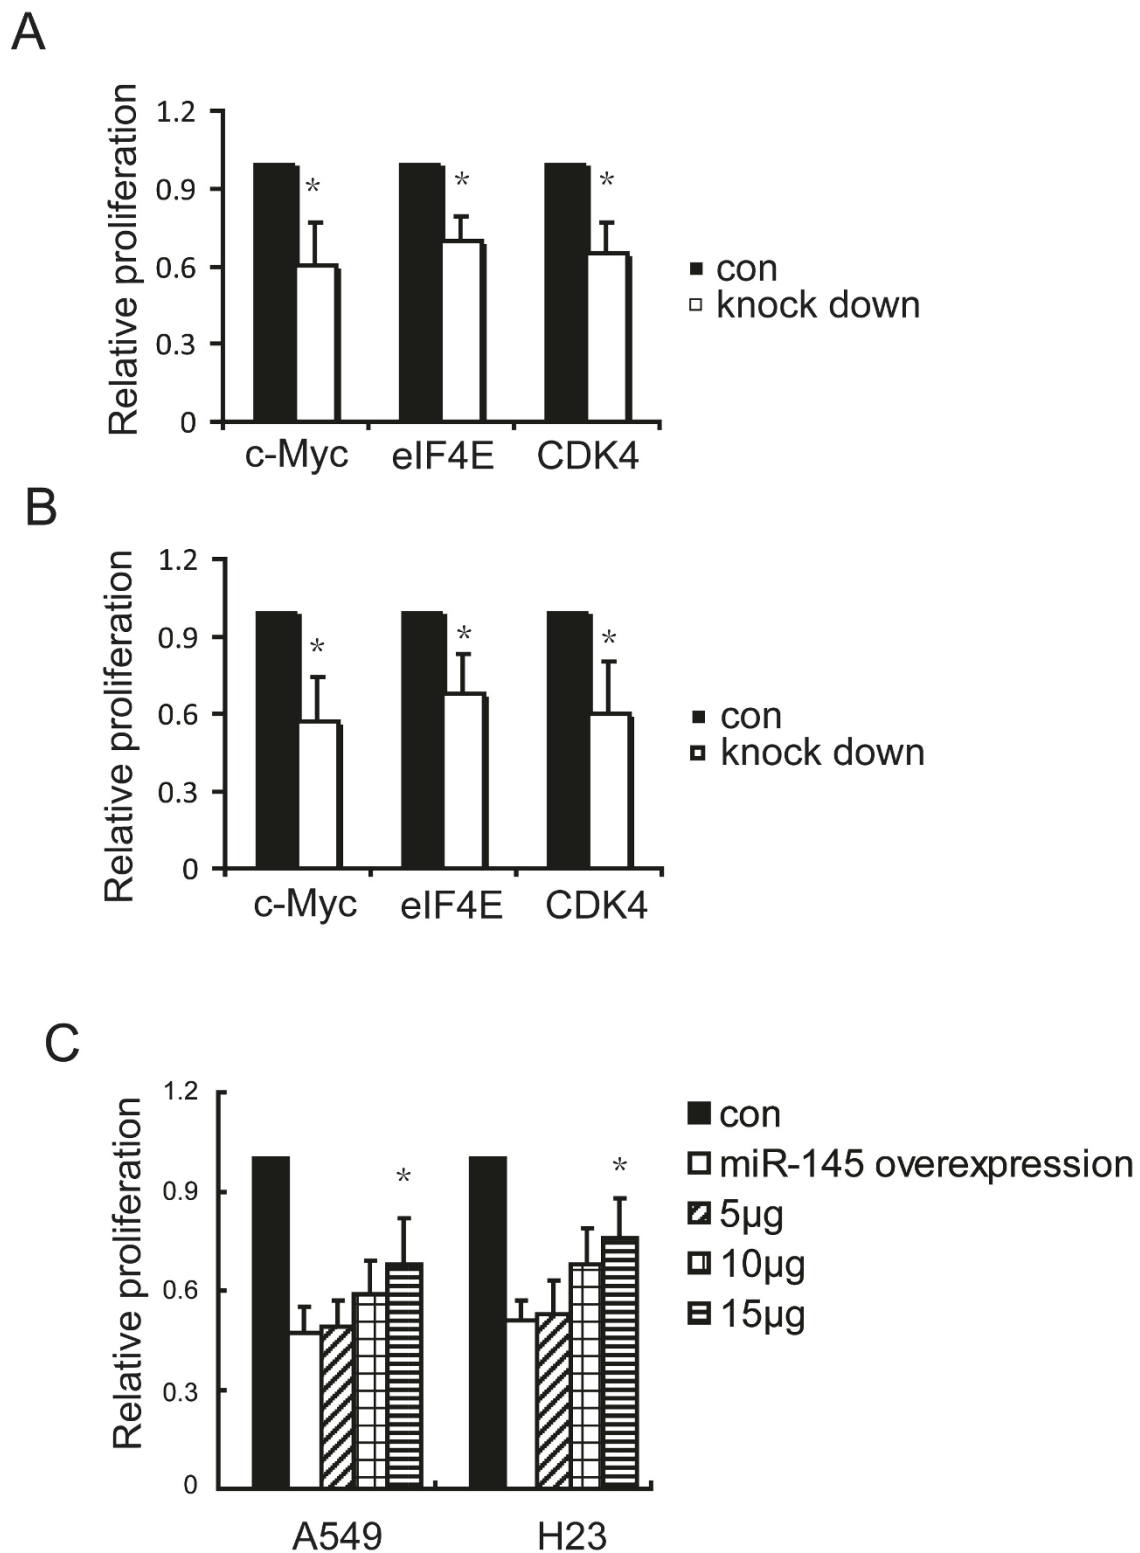 A
Relative proliferation
1.2
0.9
0.6
0.3
0
*
*
*
c-Myc
eIF4E
CDK4
con
knock down
B
Relative proliferation
1.2
0.9
0.6
0.3
0
*
*
*
c-Myc
eIF4E
CDK4
con
knock down
C
Relative proliferation
1.2
0.9
0.6
0.3
0
*
*
A549
H23
con
miR-145 overexpression
5µg
10µg
15µg